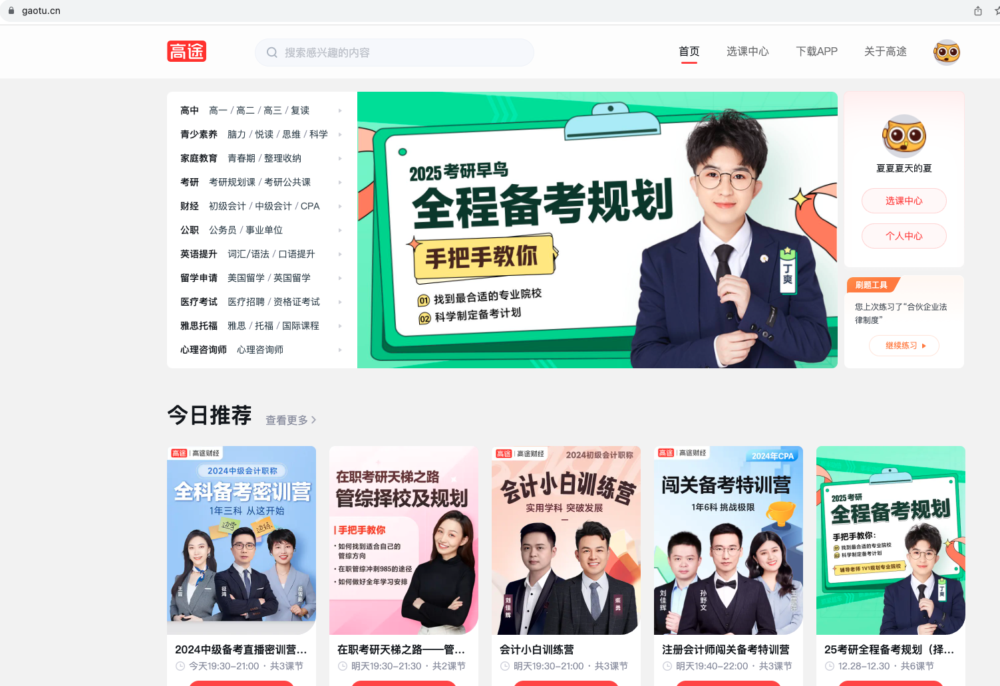 gaotu.cn
高途
搜索感兴趣的内容
首页
选课中心
下载APP
关于高途
高中 高一 / 高二 / 高三 / 复读
青少素养 脑力 / 悦读 / 思维 / 科学
家庭教育 青春期 / 整理收纳
考研 考研规划课 / 考研公共课
财经 初级会计 / 中级会计 / CPA
公职 公务员 / 事业单位
英语提升 词汇/语法 / 口语提升
留学申请 美国留学 / 英国留学
医疗考试 医疗招聘 / 资格证考试
雅思托福 雅思 / 托福 / 国际课程
心理咨询师 心理咨询师
2025考研早鸟
全程备考规划
手把手教你
01 找到最合适的专业院校
02 科学制定备考计划
丁爽
夏夏夏天的夏
选课中心
个人中心
刷题工具
您上次练习了“合伙企业法
律制度”
继续练习
今日推荐 查看更多
高途 | 高途财经
2024中级会计职称
全科备考密训营
1年三科 从这开始
边学
边练
征鸿
岳雪影
2024中级备考直播密训营...
今天19:30-21:00 · 共3课节
在职考研天梯之路
管综择校及规划
手把手教你
· 如何找到适合自己的
管综方向
· 在职管综冲刺985的途径
· 如何做好全年学习安排
在职考研天梯之路——管...
明天19:30-21:30 · 共2课节
高途 | 高途财经
2024初级会计职称
会计小白训练营
实用学科 突破发展
刘佳辉
柴勇
会计小白训练营
明天19:30-21:00 · 共3课节
高途 | 高途财经
2024年CPA
闯关备考特训营
1年6科 挑战极限
刘佳辉
孙野文
注册会计师闯关备考特训营
明天19:40-22:00 · 共3课节
2025考研
全程备考规划
手把手教你：
01 找到最合适的专业院校
02 科学制定备考计划
辅导老师 1V1规划专业院校
丁爽
25考研全程备考规划（择...
12.28-12.30 · 共6课节